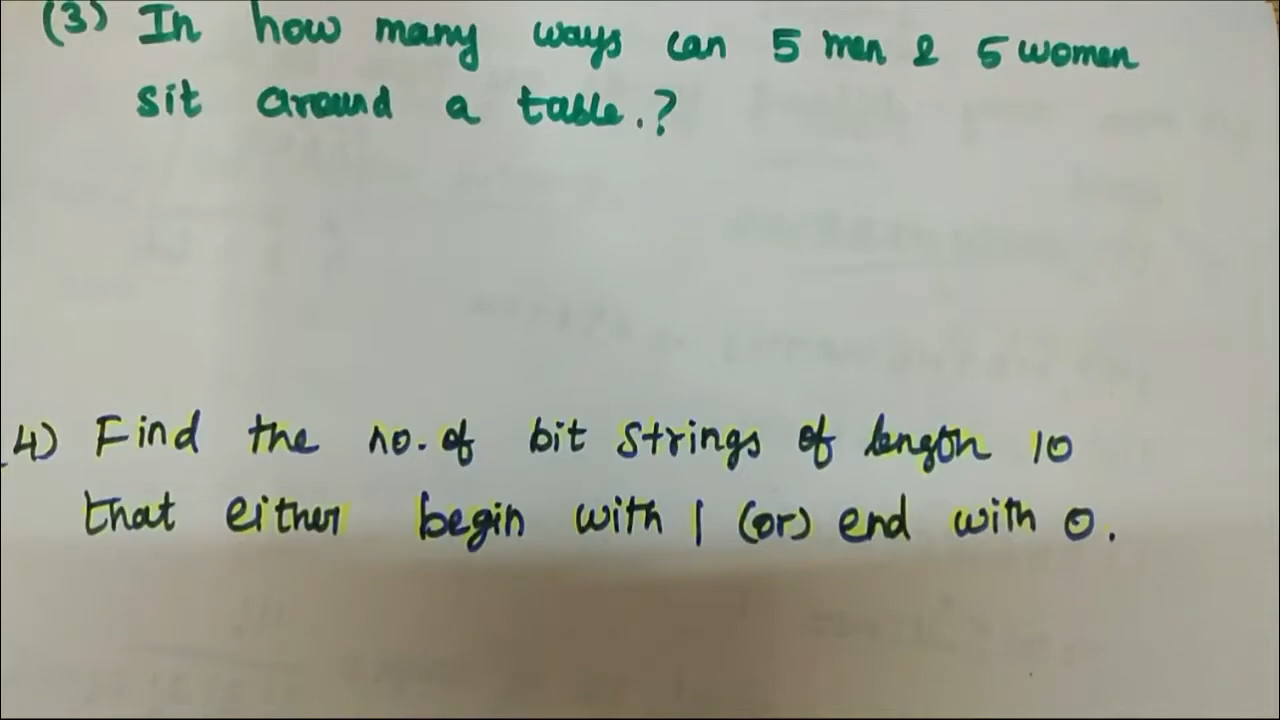 (3) In how many ways can 5 men & 5 women
sit around a table.?
4) Find the no. of bit strings of length 10
that either begin with 1 (or) end with 0.